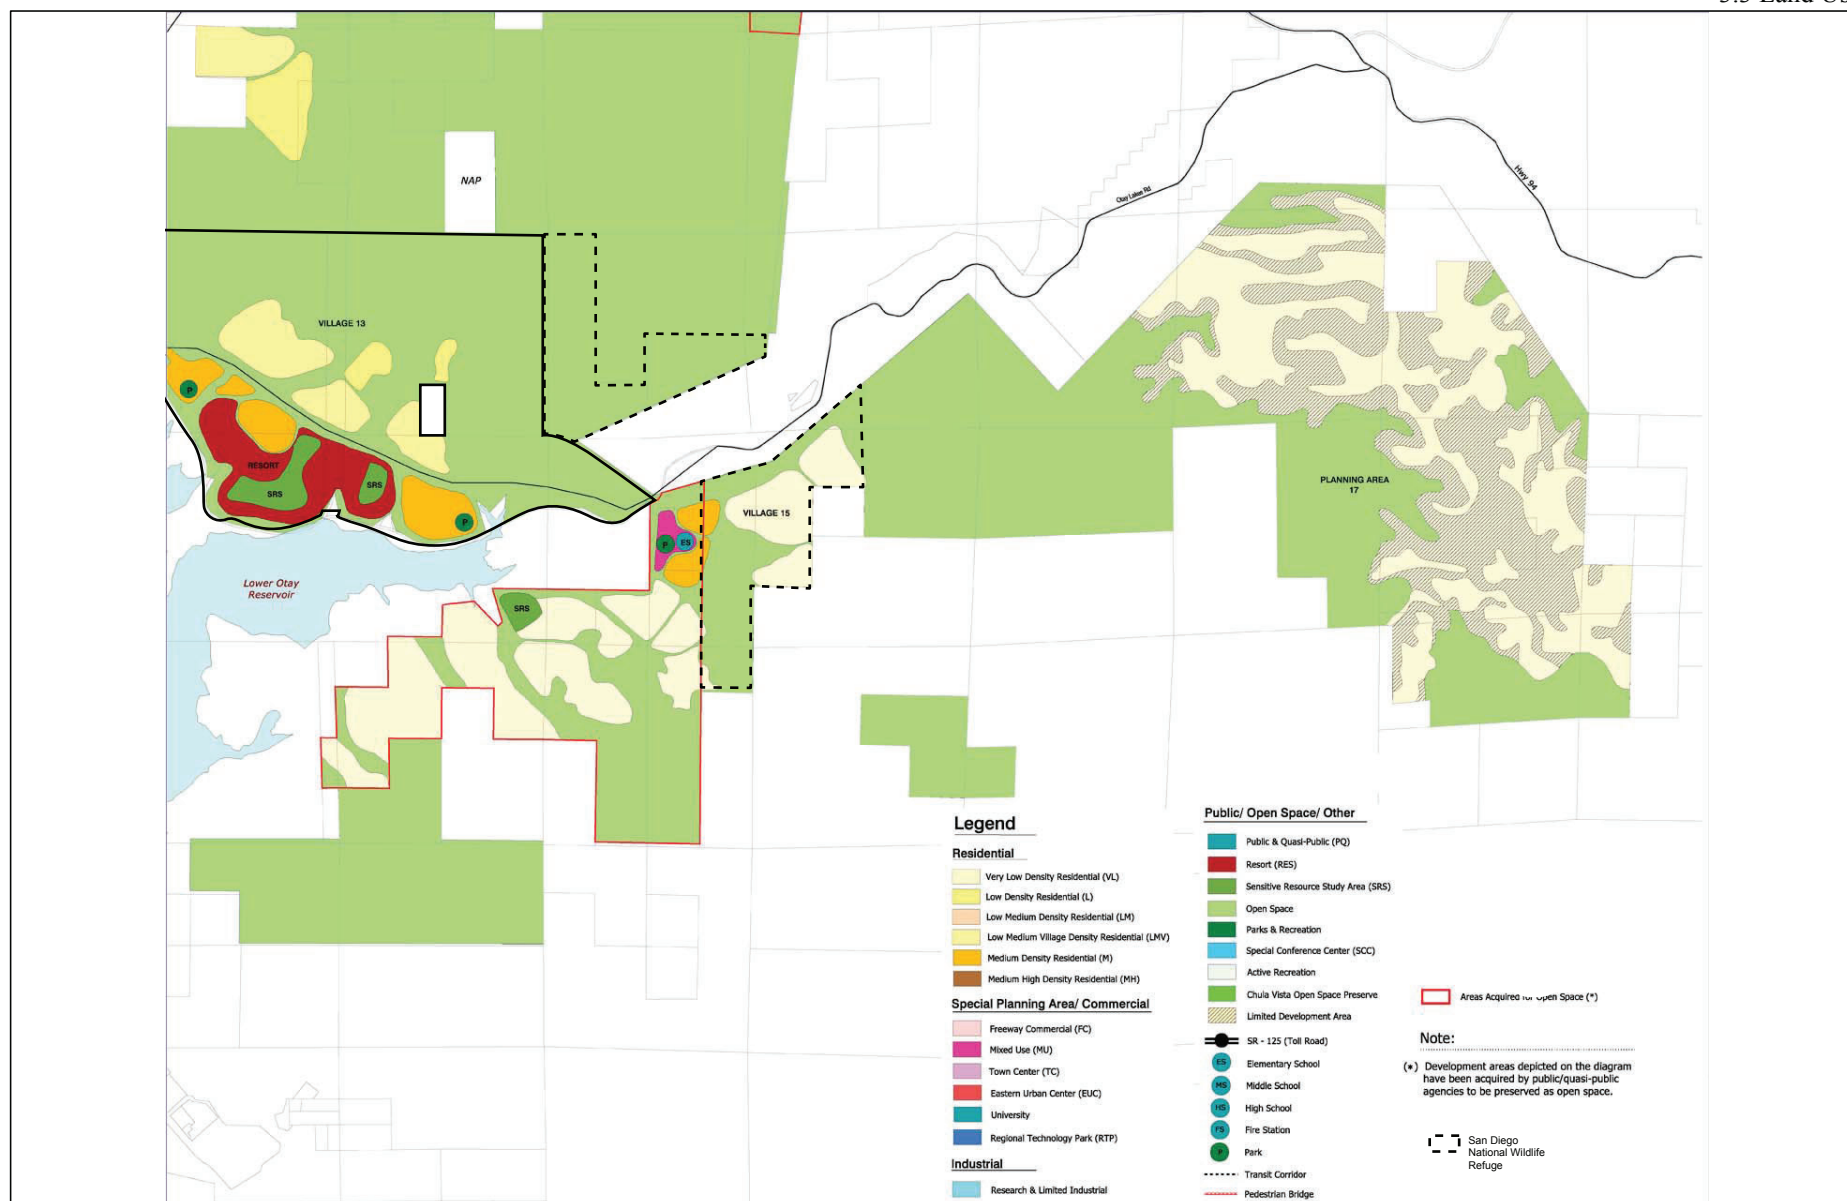 NAP
Otay Lakes Rd
Hwy 94
VILLAGE 13
P
RESORT
SRS
SRS
P
PLANNING AREA
17
VILLAGE 15
P
ES
Lower Otay
Reservoir
SRS
Legend
Residential
Very Low Density Residential (VL)
Low Density Residential (L)
Low Medium Density Residential (LM)
Low Medium Village Density Residential (LMV)
Medium Density Residential (M)
Medium High Density Residential (MH)
Special Planning Area/ Commercial
Freeway Commercial (FC)
Mixed Use (MU)
Town Center (TC)
Eastern Urban Center (EUC)
University
Regional Technology Park (RTP)
Industrial
Research & Limited Industrial
Public/ Open Space/ Other
Public & Quasi-Public (PQ)
Resort (RES)
Sensitive Resource Study Area (SRS)
Open Space
Parks & Recreation
Special Conference Center (SCC)
Active Recreation
Chula Vista Open Space Preserve
Limited Development Area
SR - 125 (Toll Road)
ES Elementary School
MS Middle School
HS High School
FS Fire Station
P Park
Transit Corridor
Pedestrian Bridge
Areas Acquired for Open Space (*)
Note:
(*) Development areas depicted on the diagram
have been acquired by public/quasi-public
agencies to be preserved as open space.
San Diego
National Wildlife
Refuge